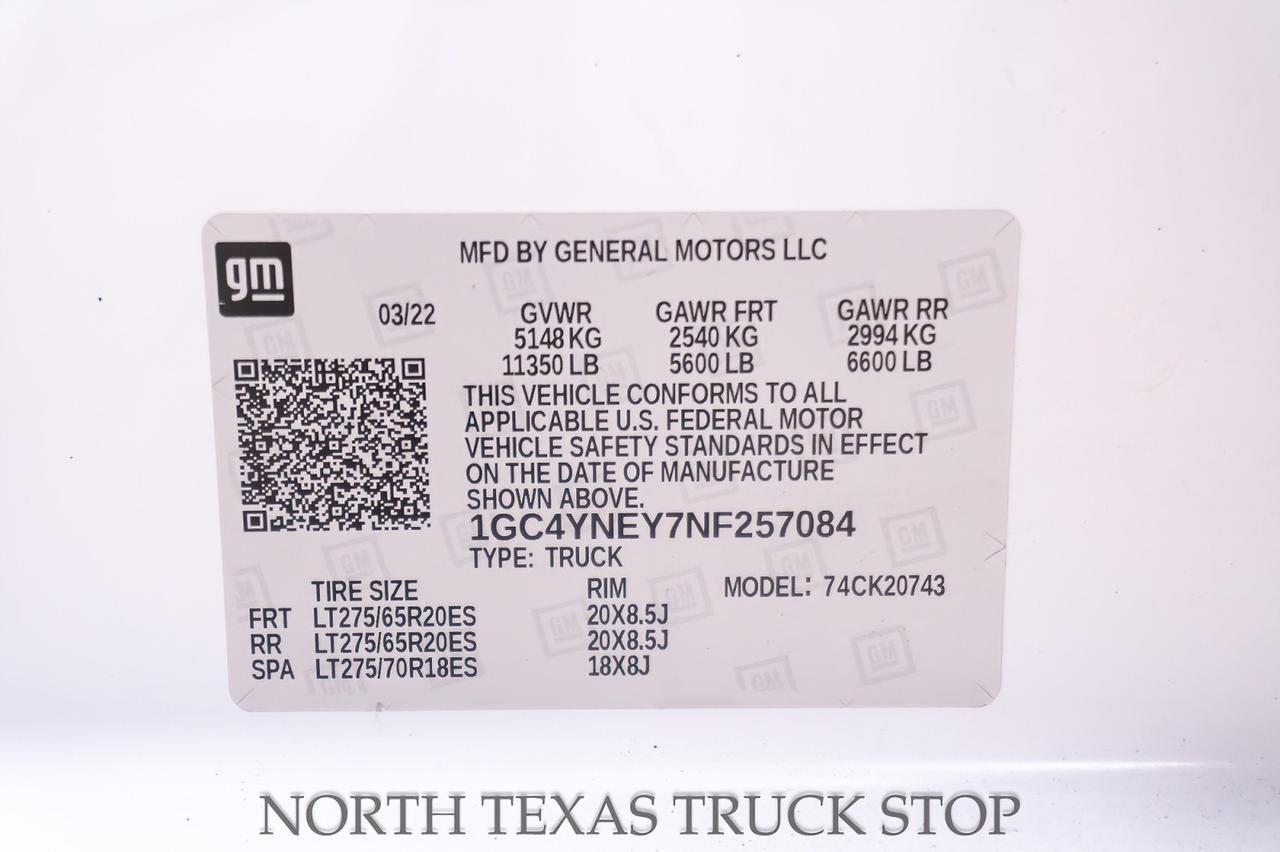 gm
MFD BY GENERAL MOTORS LLC
03/22 GVWR GAWR FRT GAWR RR
5148 KG 2540 KG 2994 KG
11350 LB 5600 LB 6600 LB
THIS VEHICLE CONFORMS TO ALL
APPLICABLE U.S. FEDERAL MOTOR
VEHICLE SAFETY STANDARDS IN EFFECT
ON THE DATE OF MANUFACTURE
SHOWN ABOVE.
1GC4YNEY7NF257084
TYPE: TRUCK
TIRE SIZE RIM MODEL: 74CK20743
FRT LT275/65R20ES 20X8.5J
RR LT275/65R20ES 20X8.5J
SPA LT275/70R18ES 18X8J
NORTH TEXAS TRUCK STOP